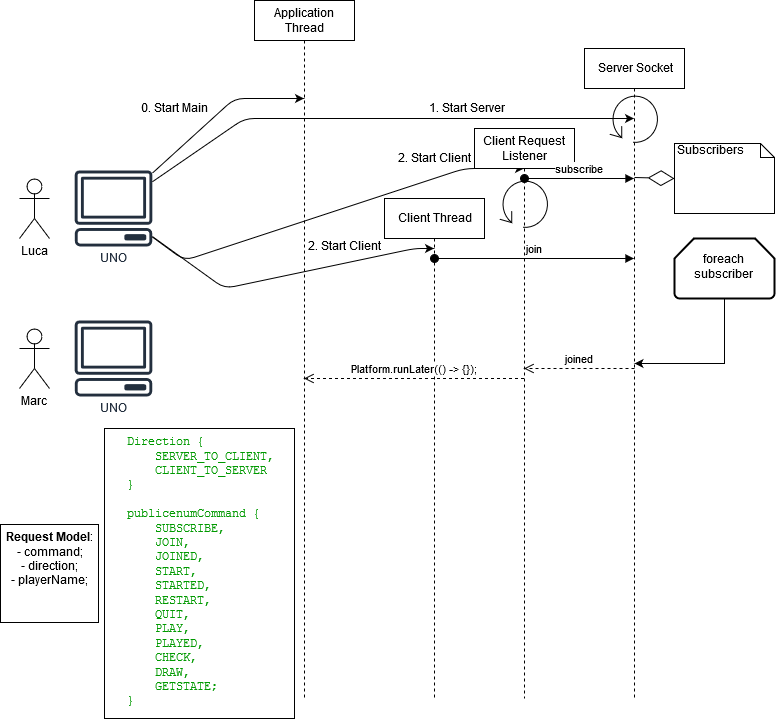 Application
Thread
Server Socket
0. Start Main
1. Start Server
Client Request
Listener
2. Start Client
subscribe
Subscribers
Client Thread
2. Start Client
join
foreach
subscriber
Luca
UNO
joined
Platform.runLater(() -> {});
Marc
UNO
Direction {
SERVER_TO_CLIENT,
CLIENT_TO_SERVER
}
publicenumCommand {
SUBSCRIBE,
JOIN,
JOINED,
START,
STARTED,
RESTART,
QUIT,
PLAY,
PLAYED,
CHECK,
DRAW,
GETSTATE;
}
Request Model:
- command;
- direction;
- playerName;